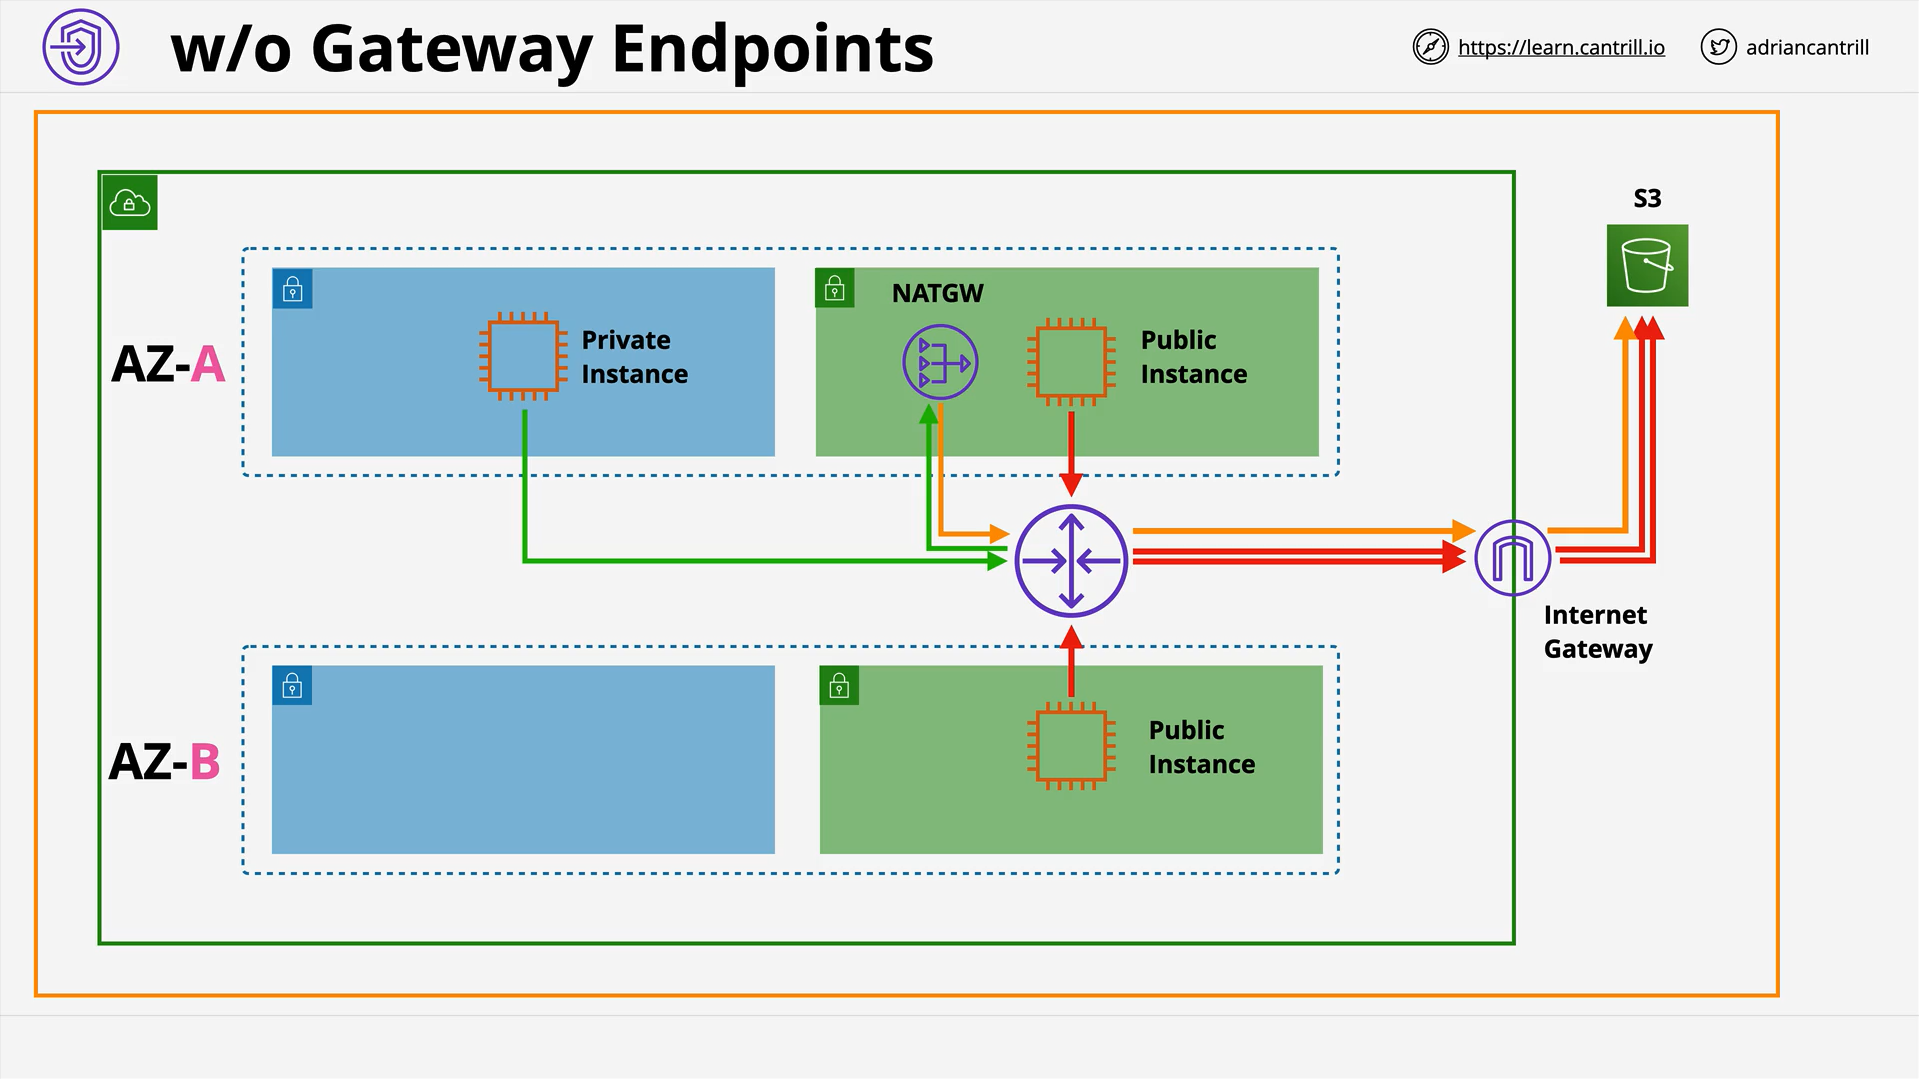 w/o Gateway Endpoints
https://learn.cantrill.io
adriancantrill
S3
NATGW
Private
Instance
Public
Instance
AZ-A
Internet
Gateway
AZ-B
Public
Instance